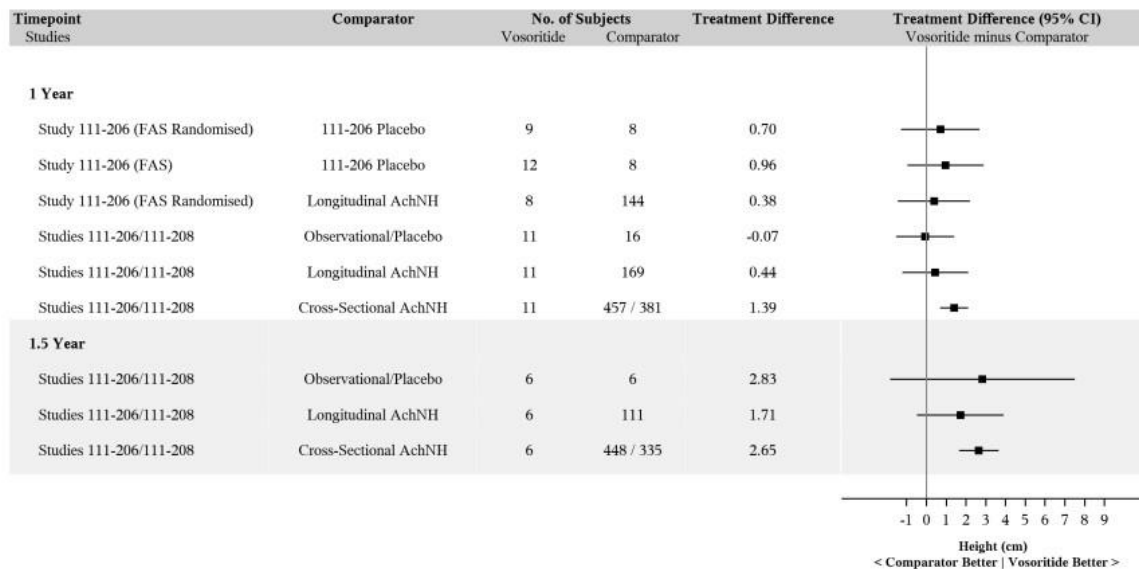 Timepoint Comparator No. of Subjects Treatment Difference Treatment Difference (95% CI)
Studies Vosoritide Comparator Vosoritide minus Comparator
1 Year
Study 111-206 (FAS Randomised) 111-206 Placebo 9 8 0.70
Study 111-206 (FAS) 111-206 Placebo 12 8 0.96
Study 111-206 (FAS Randomised) Longitudinal AchNH 8 144 0.38
Studies 111-206/111-208 Observational/Placebo 11 16 -0.07
Studies 111-206/111-208 Longitudinal AchNH 11 169 0.44
Studies 111-206/111-208 Cross-Sectional AchNH 11 457 / 381 1.39
1.5 Year
Studies 111-206/111-208 Observational/Placebo 6 6 2.83
Studies 111-206/111-208 Longitudinal AchNH 6 111 1.71
Studies 111-206/111-208 Cross-Sectional AchNH 6 448 / 335 2.65
-1 0 1 2 3 4 5 6 7 8 9
Height (cm)
< Comparator Better | Vosoritide Better >